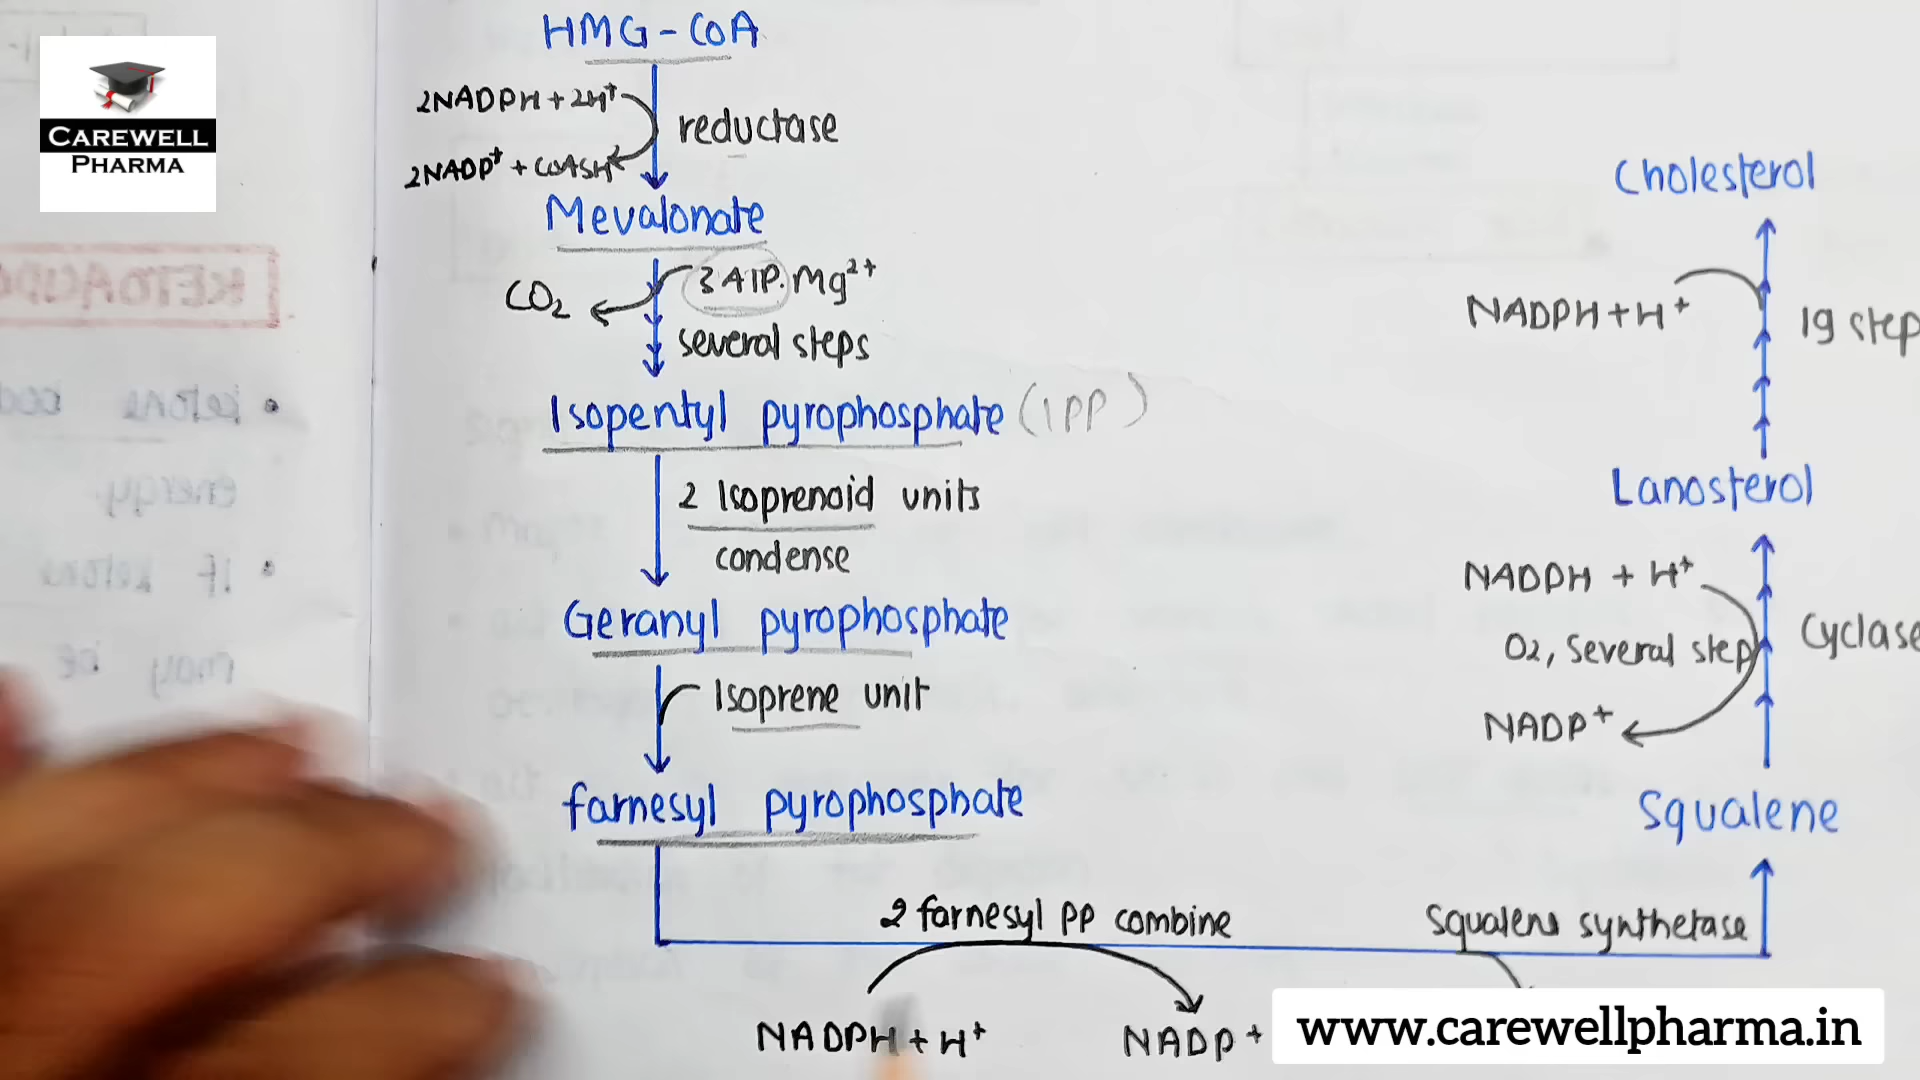 CAREWELL
PHARMA
HMG-COA
2NADPH + 2H+
reductase
2NADP+ + COASH
Mevalonate
3 ATP. Mg2+
CO2
several steps
Isopentyl pyrophosphate (IPP)
2 Isoprenoid units
condense
Geranyl pyrophosphate
Isoprene unit
farnesyl pyrophosphate
2 farnesyl PP combine
NADPH + H+
NADP+
Squalene synthetase
Squalene
NADPH + H+
O2, Several step
Cyclase
NADP+
Lanosterol
NADPH + H+
19 step
Cholesterol
www.carewellpharma.in